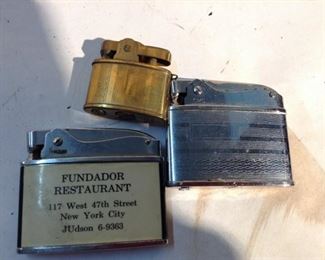 FUNDADOR
RESTAURANT
117 West 47th Street
New York City
JUdson 6-9363